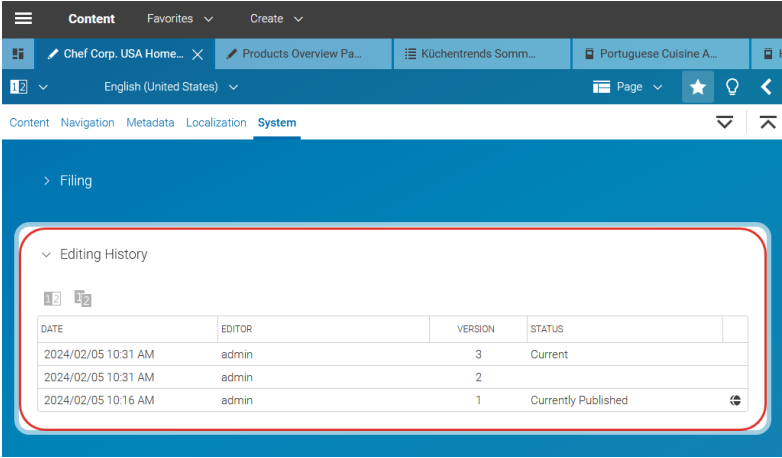 Content Favorites Create
Chef Corp. USA Home... Products Overview Pa... Küchentrends Somm... Portuguese Cuisine A...
12 English (United States) Page
Content Navigation Metadata Localization System
Filing
Editing History
12 12
DATE EDITOR VERSION STATUS
2024/02/05 10:31 AM admin 3 Current
2024/02/05 10:31 AM admin 2
2024/02/05 10:16 AM admin 1 Currently Published